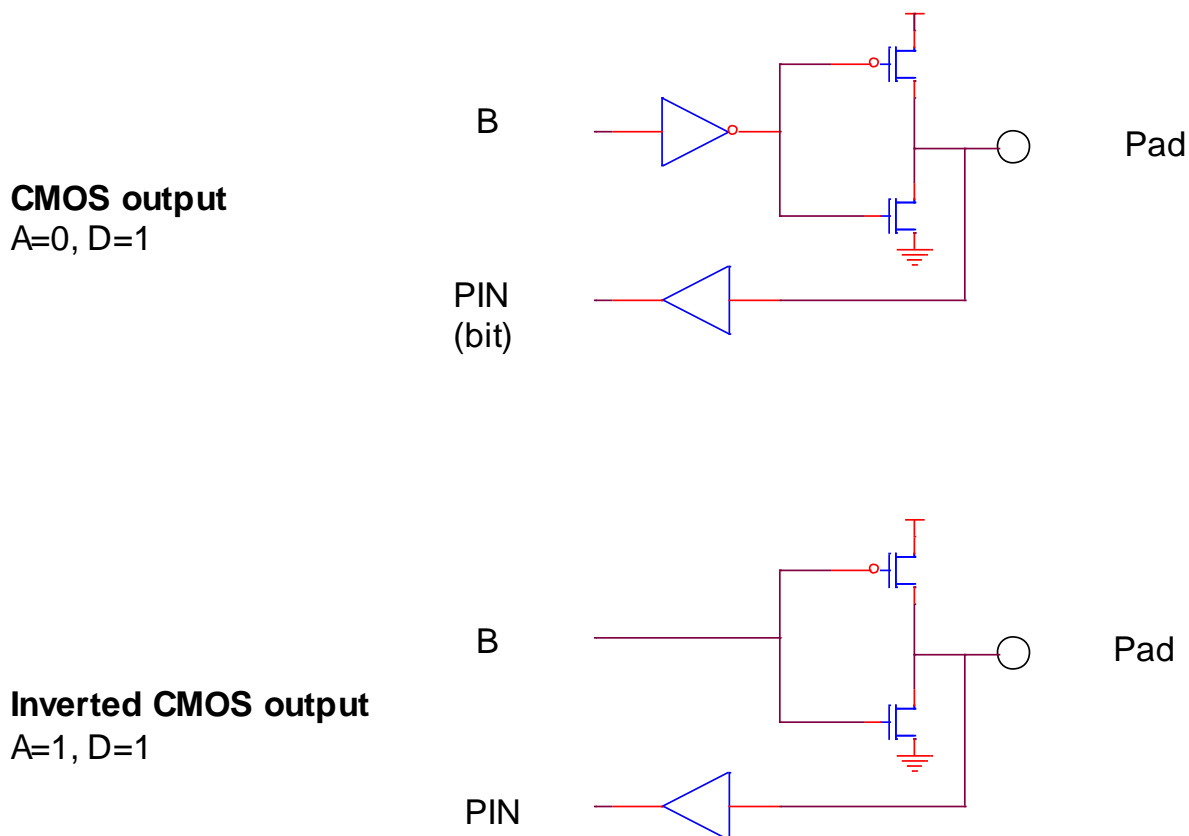 B
Pad
CMOS output
A=0, D=1
PIN
(bit)
B
Pad
Inverted CMOS output
A=1, D=1
PIN